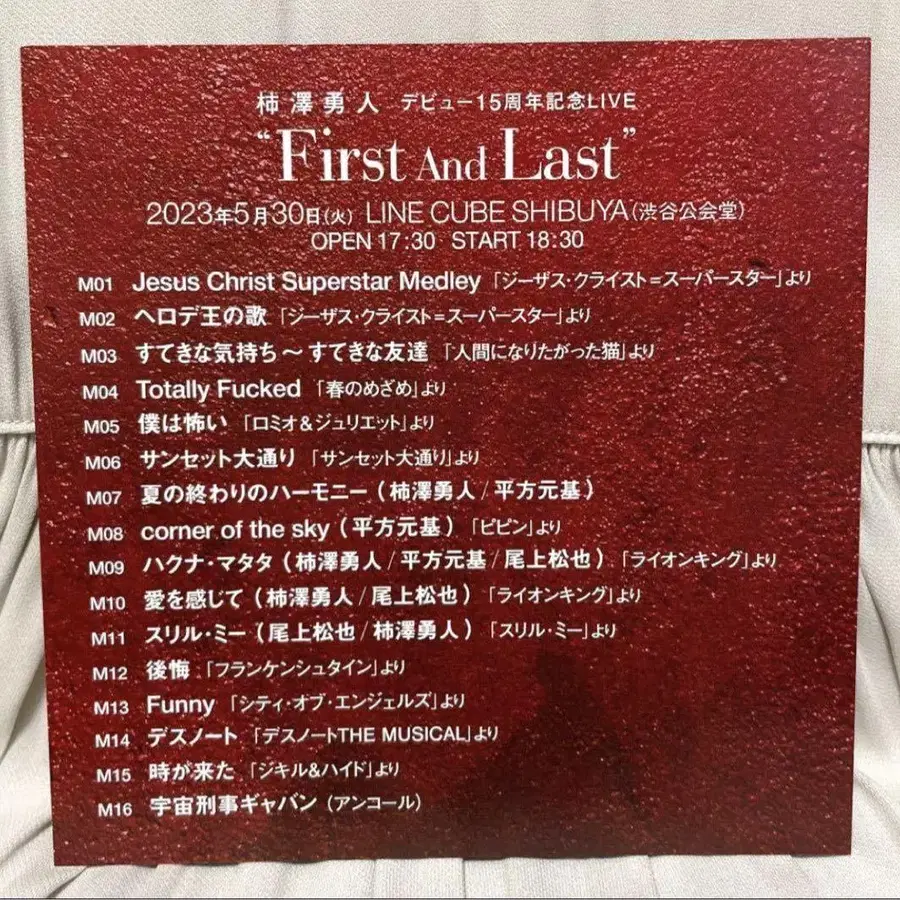 柿澤勇人 デビュー15周年記念LIVE
“First And Last”
2023年5月30日(火) LINE CUBE SHIBUYA(渋谷公会堂)
OPEN 17:30 START 18:30
M01 Jesus Christ Superstar Medley「ジーザス・クライスト=スーパースター」より
M02 ヘロデ王の歌「ジーザス・クライスト=スーパースター」より
M03 すてきな気持ち～すてきな友達「人間になりたがった猫」より
M04 Totally Fucked「春のめざめ」より
M05 僕は怖い「ロミオ&ジュリエット」より
M06 サンセット大通り「サンセット大通り」より
M07 夏の終わりのハーモニー(柿澤勇人/平方元基)
M08 corner of the sky(平方元基)「ピピン」より
M09 ハクナ・マタタ(柿澤勇人/平方元基/尾上松也)「ライオンキング」より
M10 愛を感じて(柿澤勇人/尾上松也)「ライオンキング」より
M11 スリル・ミー(尾上松也/柿澤勇人)「スリル・ミー」より
M12 後悔「フランケンシュタイン」より
M13 Funny「シティ・オブ・エンジェルズ」より
M14 デスノート「デスノートTHE MUSICAL」より
M15 時が来た「ジキル&ハイド」より
M16 宇宙刑事ギャバン(アンコール)